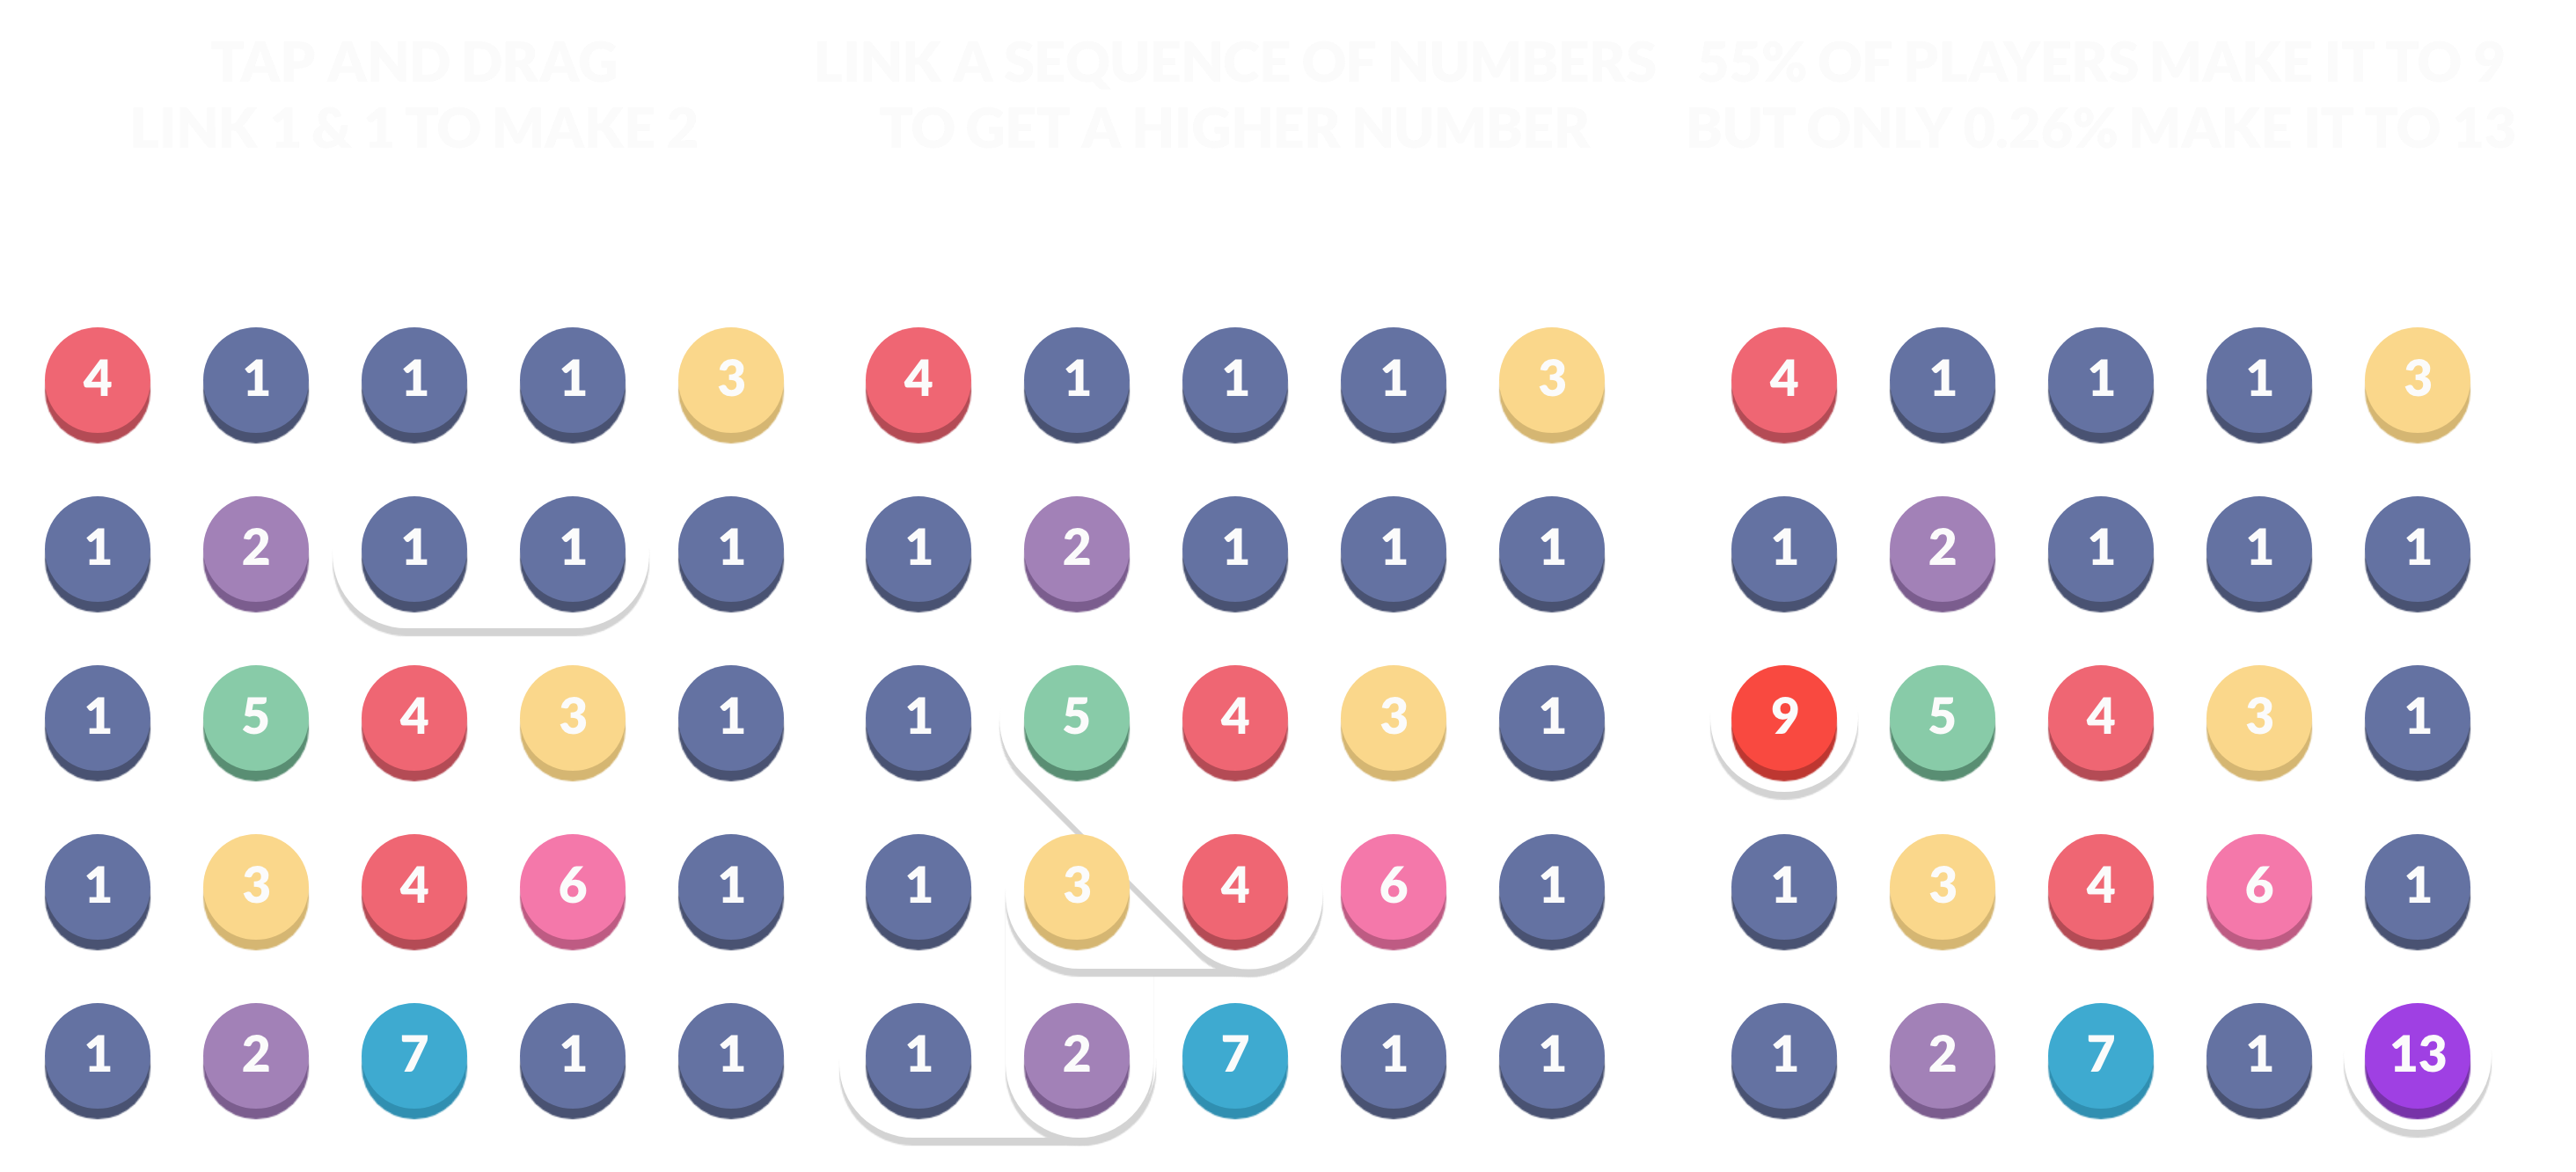 TAP AND DRAG
LINK 1 & 1 TO MAKE 2
4 1 1 1 3
1 2 1 1 1
1 5 4 3 1
1 3 4 6 1
1 2 7 1 1
LINK A SEQUENCE OF NUMBERS
TO GET A HIGHER NUMBER
4 1 1 1 3
1 2 1 1 1
1 5 4 3 1
1 3 4 6 1
1 2 7 1 1
55% OF PLAYERS MAKE IT TO 9
BUT ONLY 0.26% MAKE IT TO 13
4 1 1 1 3
1 2 1 1 1
9 5 4 3 1
1 3 4 6 1
1 2 7 1 13